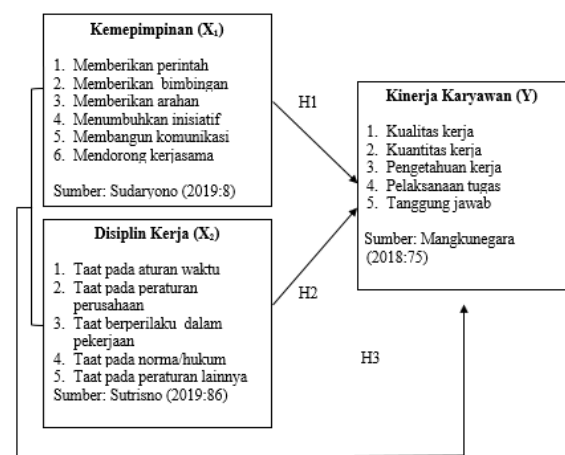 Kemepimpinan (X₁)
1. Memberikan perintah
2. Memberikan bimbingan
3. Memberikan arahan
4. Menumbuhkan inisiatif
5. Membangun komunikasi
6. Mendorong kerjasama
Sumber: Sudaryono (2019:8)
Disiplin Kerja (X₂)
1. Taat pada aturan waktu
2. Taat pada peraturan
perusahaan
3. Taat berperilaku dalam
pekerjaan
4. Taat pada norma/hukum
5. Taat pada peraturan lainnya
Sumber: Sutrisno (2019:86)
H1
H2
H3
Kinerja Karyawan (Y)
1. Kualitas kerja
2. Kuantitas kerja
3. Pengetahuan kerja
4. Pelaksanaan tugas
5. Tanggung jawab
Sumber: Mangkunegara
(2018:75)